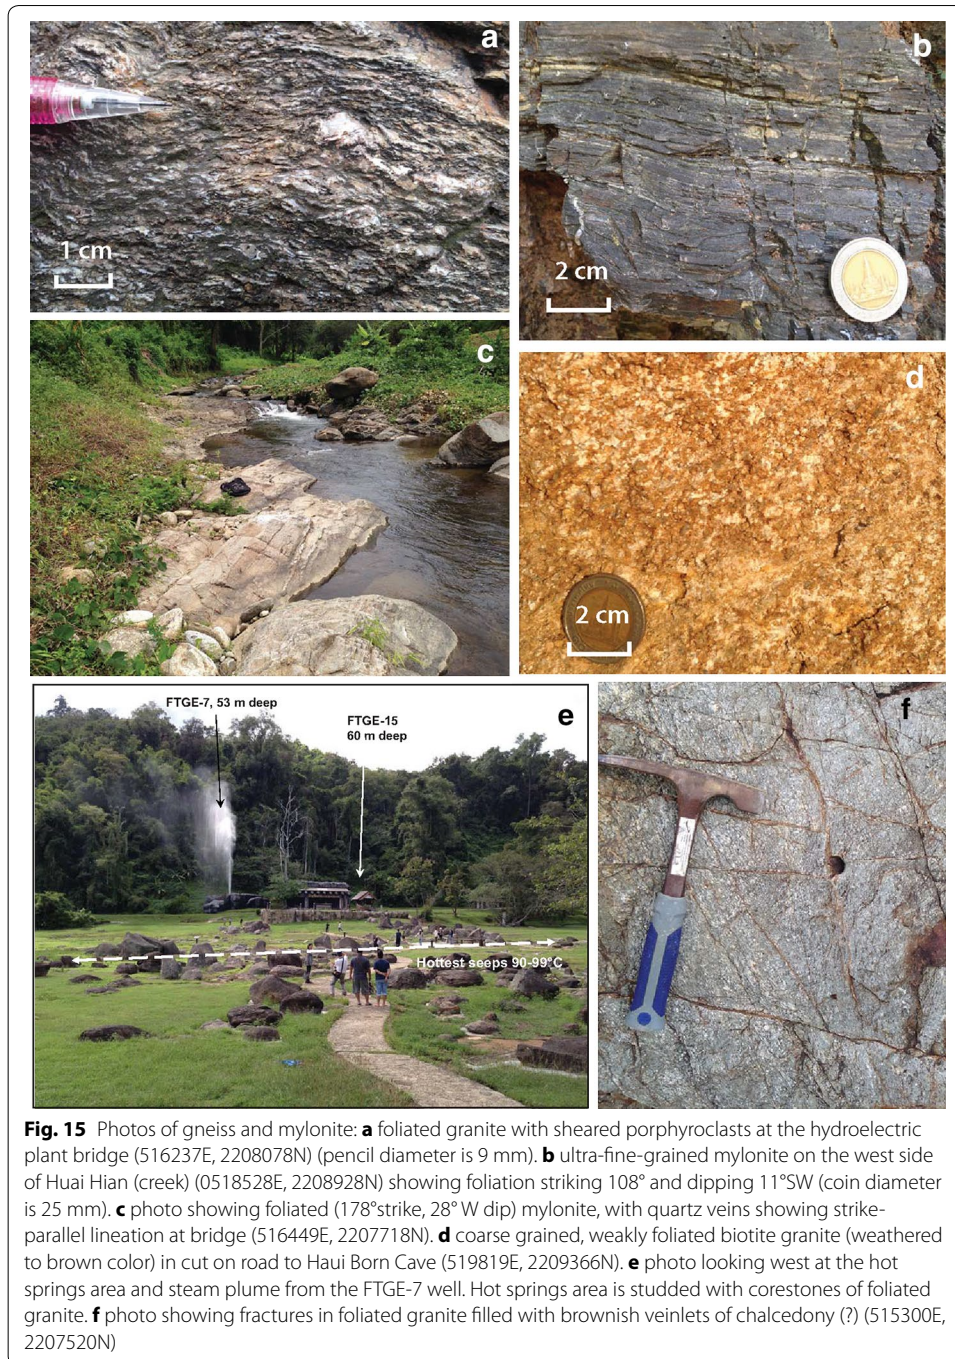 a
1 cm
b
2 cm
c
d
2 cm
FTGE-7, 53 m deep
FTGE-15
60 m deep
e
Hottest seeps 90-99°C
f
Fig. 15 Photos of gneiss and mylonite: a foliated granite with sheared porphyroclasts at the hydroelectric
plant bridge (516237E, 2208078N) (pencil diameter is 9 mm). b ultra-fine-grained mylonite on the west side
of Huai Hian (creek) (0518528E, 2208928N) showing foliation striking 108° and dipping 11°SW (coin diameter
is 25 mm). c photo showing foliated (178°strike, 28° W dip) mylonite, with quartz veins showing strike-
parallel lineation at bridge (516449E, 2207718N). d coarse grained, weakly foliated biotite granite (weathered
to brown color) in cut on road to Haui Born Cave (519819E, 2209366N). e photo looking west at the hot
springs area and steam plume from the FTGE-7 well. Hot springs area is studded with corestones of foliated
granite. f photo showing fractures in foliated granite filled with brownish veinlets of chalcedony (?) (515300E,
2207520N)